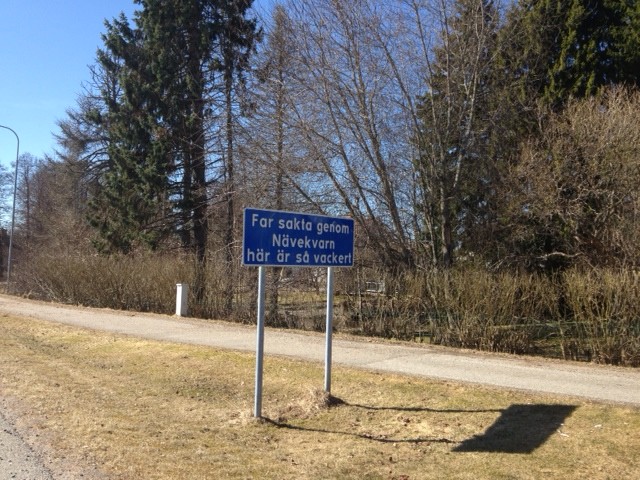 Far sakta genom
Nävekvarn
här är så vackert